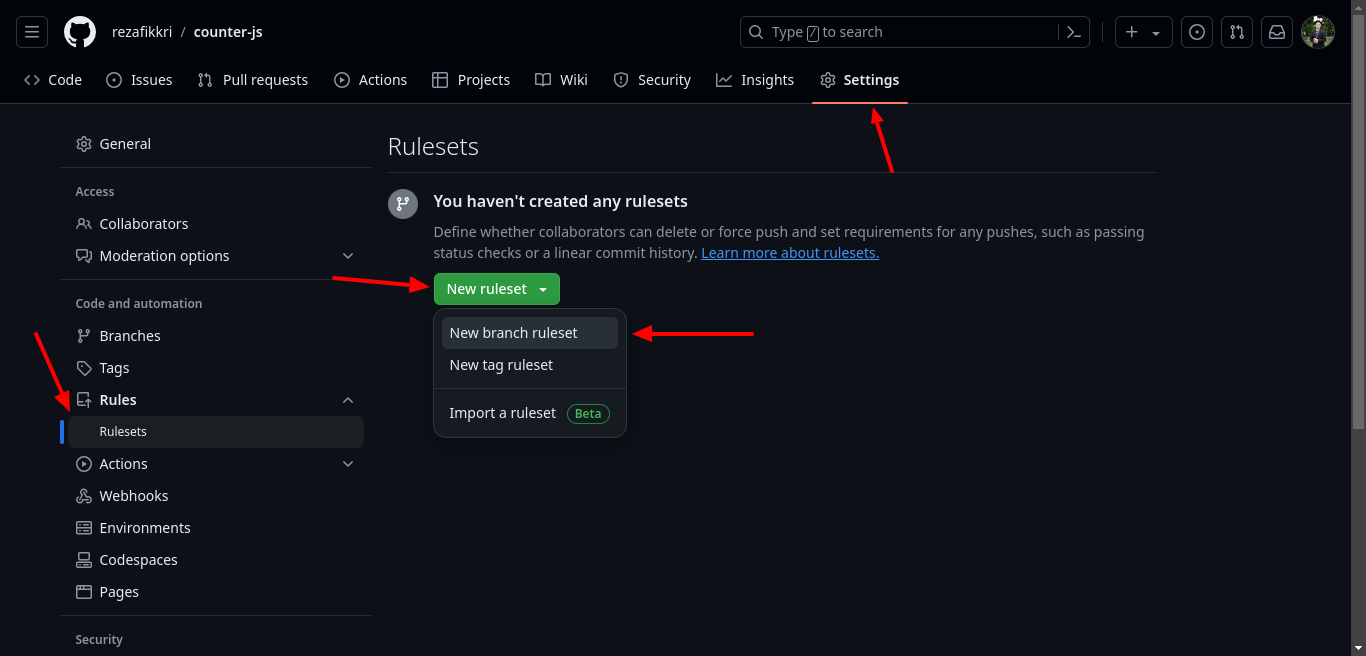 rezafikkri / counter-js
Type / to search
Code
Issues
Pull requests
Actions
Projects
Wiki
Security
Insights
Settings
General
Access
Collaborators
Moderation options
Code and automation
Branches
Tags
Rules
Rulesets
Actions
Webhooks
Environments
Codespaces
Pages
Security
Rulesets
You haven't created any rulesets
Define whether collaborators can delete or force push and set requirements for any pushes, such as passing
status checks or a linear commit history. Learn more about rulesets.
New ruleset
New branch ruleset
New tag ruleset
Import a ruleset Beta